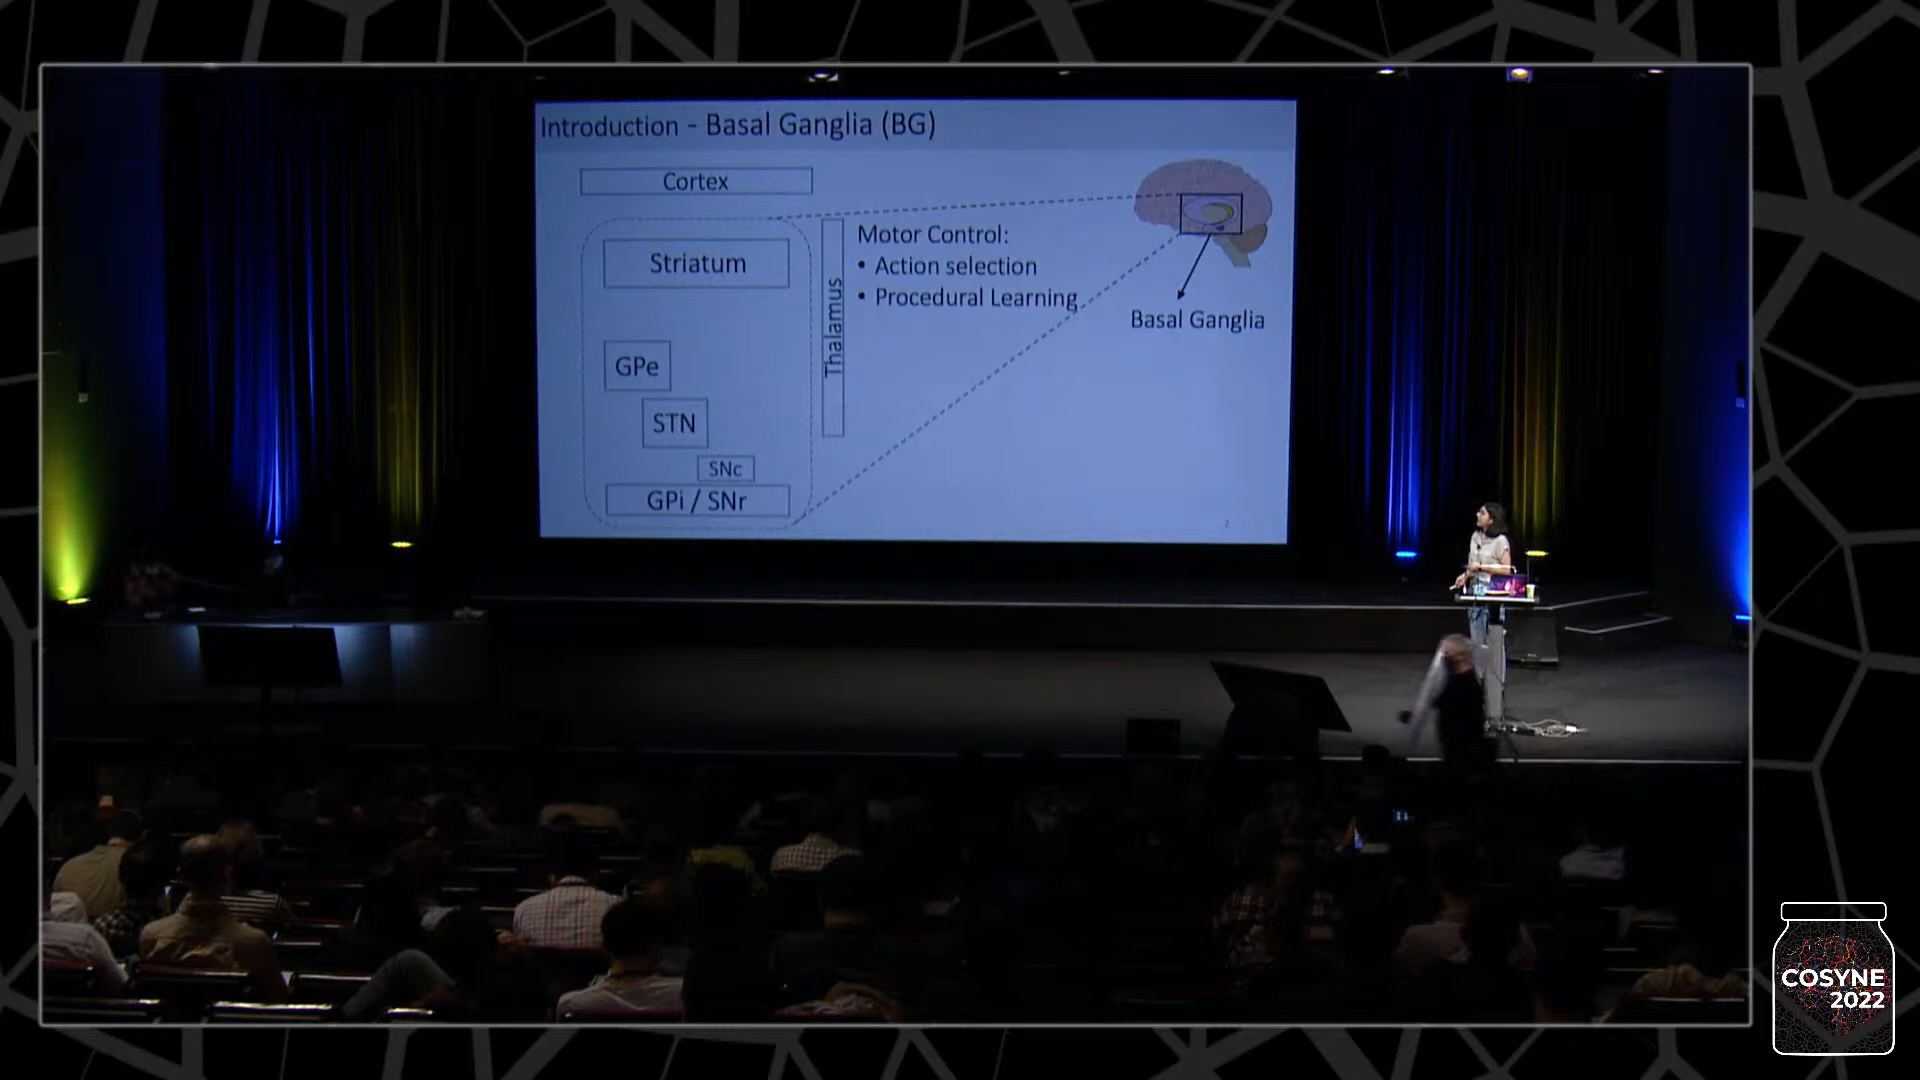 Introduction - Basal Ganglia (BG)
Cortex
Striatum
Thalamus
Motor Control:
• Action selection
• Procedural Learning
Basal Ganglia
GPe
STN
SNc
GPi / SNr
2
COSYNE
2022